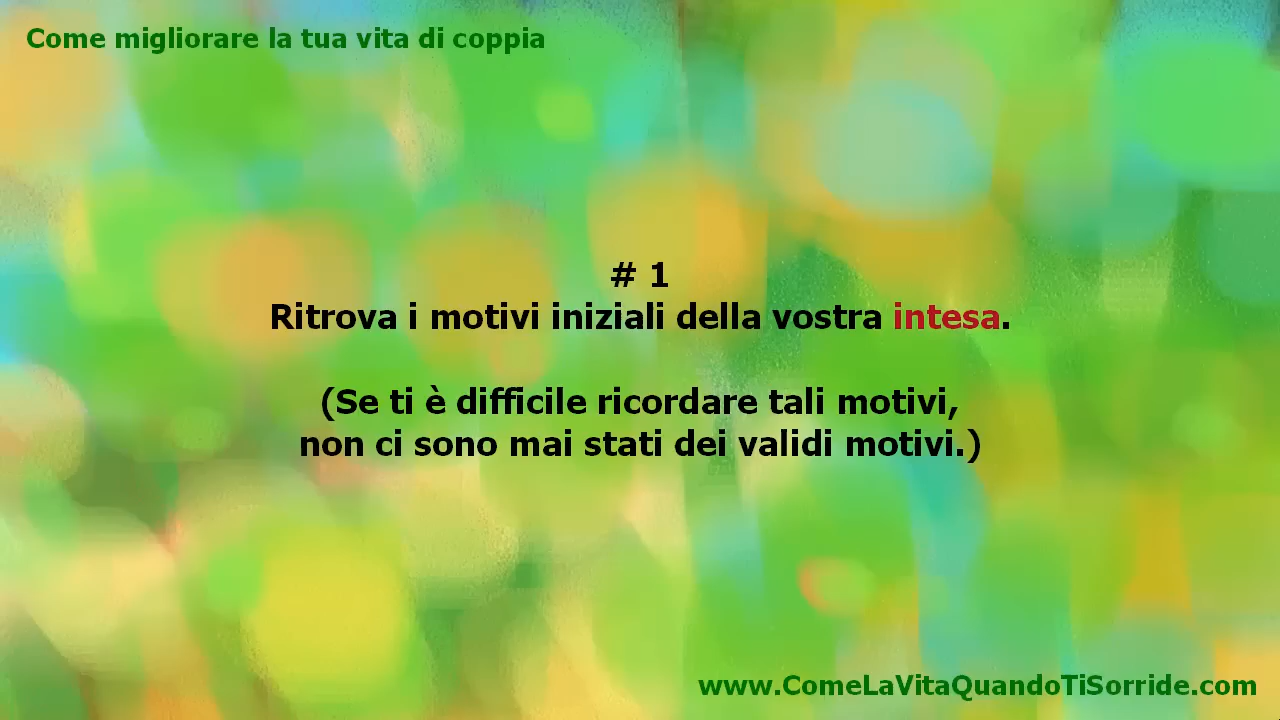 Come migliorare la tua vita di coppia
# 1
Ritrova i motivi iniziali della vostra intesa.
(Se ti è difficile ricordare tali motivi,
non ci sono mai stati dei validi motivi.)
www.ComeLaVitaQuandoTiSorride.com